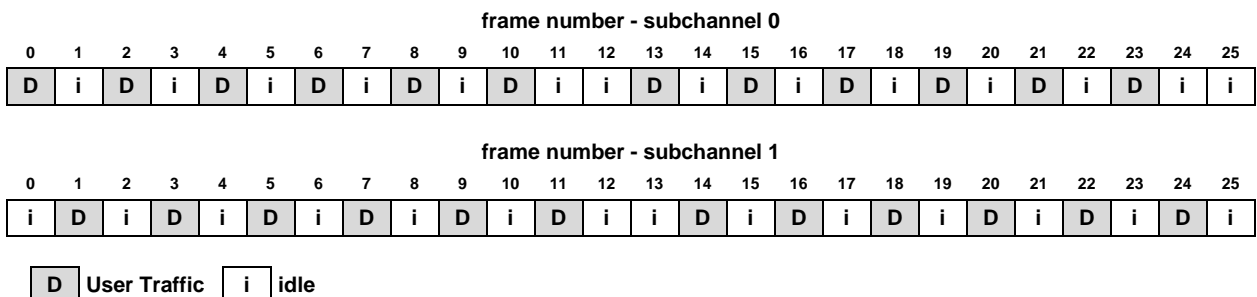 frame number - subchannel 0
0 1 2 3 4 5 6 7 8 9 10 11 12 13 14 15 16 17 18 19 20 21 22 23 24 25
D i D i D i D i D i D i i D i D i D i D i D i D i i
frame number - subchannel 1
0 1 2 3 4 5 6 7 8 9 10 11 12 13 14 15 16 17 18 19 20 21 22 23 24 25
i D i D i D i D i D i D i i D i D i D i D i D i D i
D User Traffic i idle